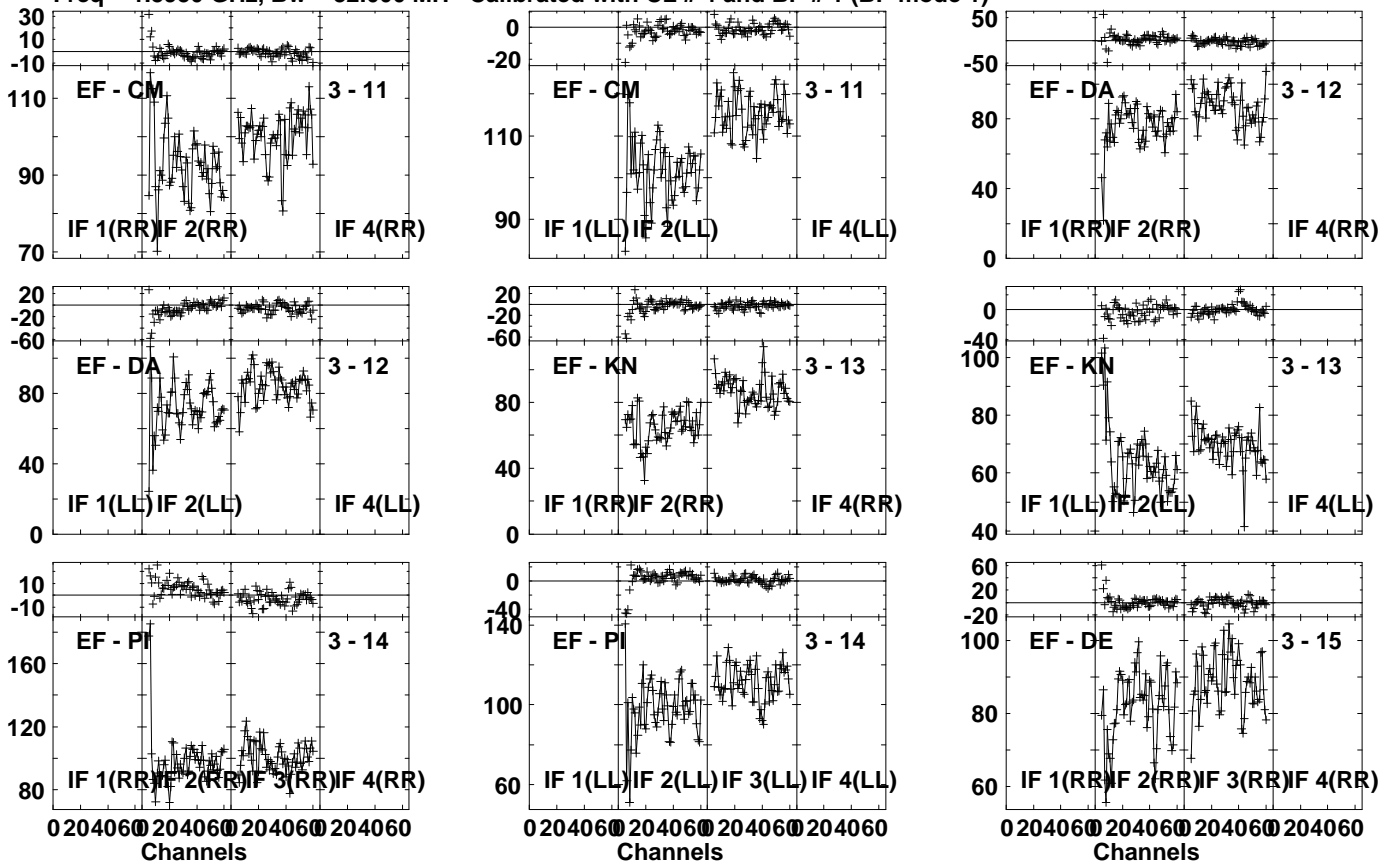 30
10
-10
EF - CM 3 - 11
110
90
70
IF 1(RR) IF 2(RR) IF 4(RR)
0
-20
EF - CM 3 - 11
110
90
IF 1(LL) IF 2(LL) IF 4(LL)
50
-50
EF - DA 3 - 12
80
40
0
IF 1(RR) IF 2(RR) IF 4(RR)
20
-20
-60
EF - DA 3 - 12
80
40
0
IF 1(LL) IF 2(LL) IF 4(LL)
20
-20
-60
EF - KN 3 - 13
80
40
0
IF 1(RR) IF 2(RR) IF 4(RR)
0
-40
100
EF - KN 3 - 13
80
60
40
IF 1(LL) IF 2(LL) IF 4(LL)
10
-10
EF - PI 3 - 14
160
120
80
IF 1(RR) IF 2(RR) IF 3(RR) IF 4(RR)
0 204060 0 204060 0 204060 0 204060
Channels
0
-40
140
EF - PI 3 - 14
100
60
IF 1(LL) IF 2(LL) IF 3(LL) IF 4(LL)
0 204060 0 204060 0 204060 0 204060
Channels
60
20
-20
100
EF - DE 3 - 15
80
60
IF 1(RR) IF 2(RR) IF 3(RR) IF 4(RR)
0 204060 0 204060 0 204060 0 204060
Channels